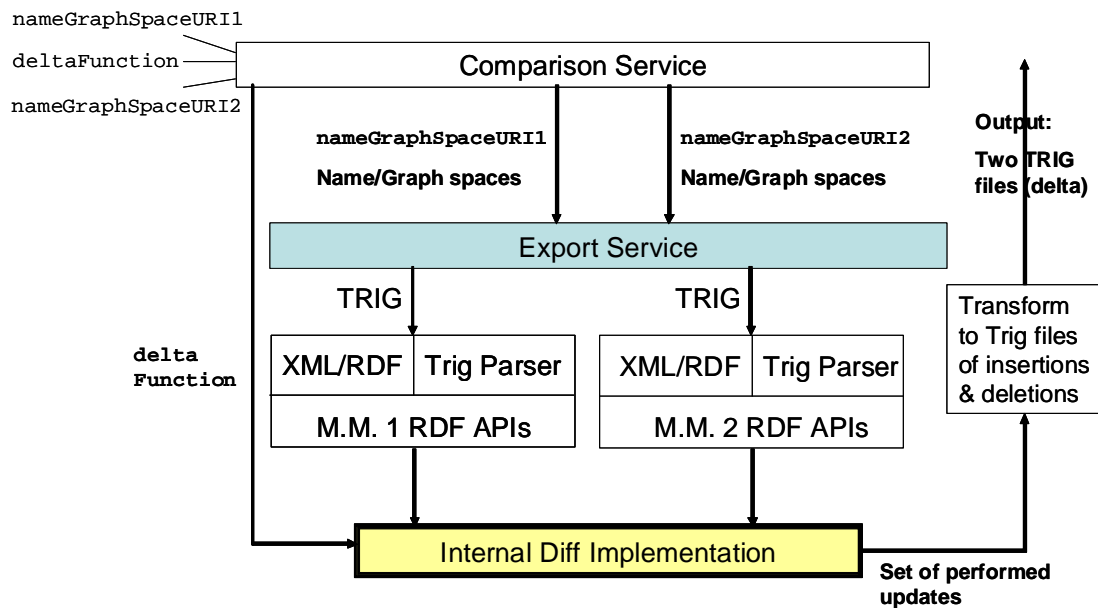 nameGraphSpaceURI1
deltaFunction
nameGraphSpaceURI2
Comparison Service
nameGraphSpaceURI1
Name/Graph spaces
nameGraphSpaceURI2
Name/Graph spaces
Output:
Two TRIG
files (delta)
Export Service
TRIG
TRIG
delta
Function
XML/RDF
Trig Parser
M.M. 1 RDF APIs
XML/RDF
Trig Parser
M.M. 2 RDF APIs
Transform
to Trig files
of insertions
& deletions
Internal Diff Implementation
Set of performed
updates